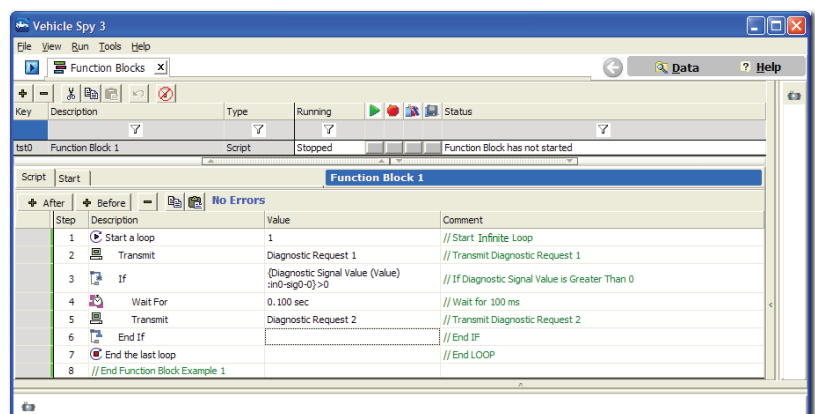 Vehicle Spy 3
File View Run Tools Help
Function Blocks x Data ? Help
Key Description Type Running Status
tst0 Function Block 1 Script Stopped Function Block has not started
Script Start Function Block 1
After Before No Errors
Step Description Value Comment
1 Start a loop 1 // Start Infinite Loop
2 Transmit Diagnostic Request 1 // Transmit Diagnostic Request 1
3 If {Diagnostic Signal Value (Value) // If Diagnostic Signal Value is Greater Than 0
:in0-sig0-0}>0
4 Wait For 0.100 sec // Wait for 100 ms
5 Transmit Diagnostic Request 2 // Transmit Diagnostic Request 2
6 End If // End IF
7 End the last loop // End LOOP
8 // End Function Block Example 1